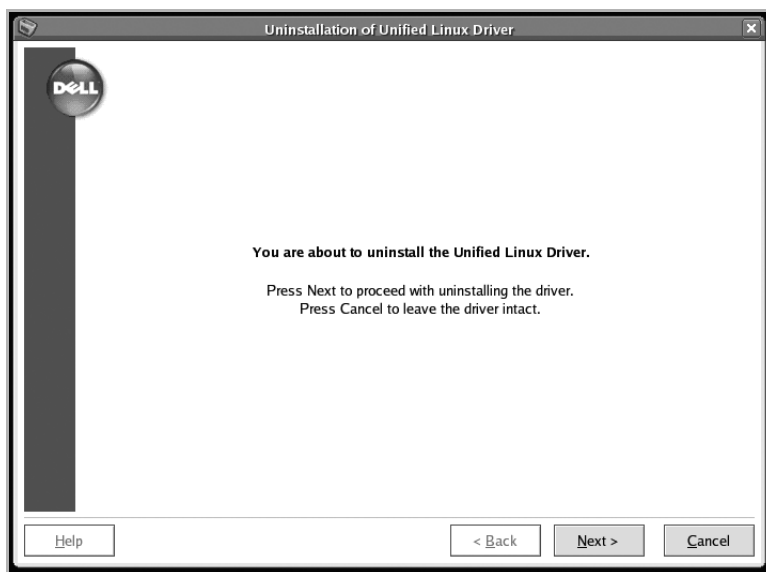 Uninstallation of Unified Linux Driver
DELL
You are about to uninstall the Unified Linux Driver.
Press Next to proceed with uninstalling the driver.
Press Cancel to leave the driver intact.
Help
< Back
Next >
Cancel